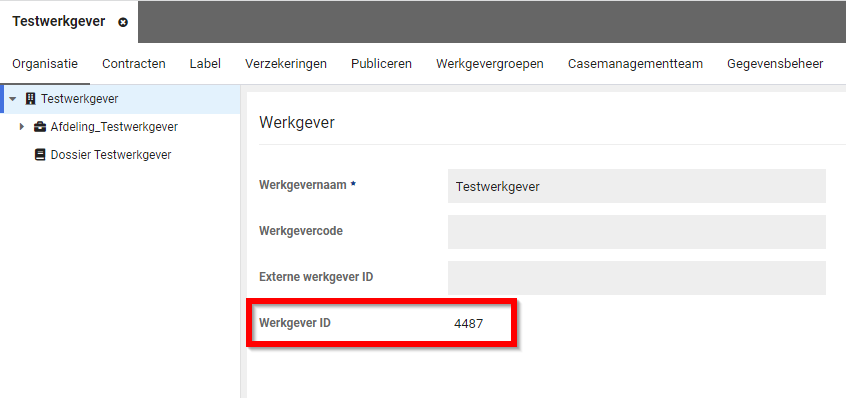 Testwerkgever
Organisatie Contracten Label Verzekeringen Publiceren Werkgevergroepen Casemanagementteam Gegevensbeheer
Testwerkgever
Afdeling_Testwerkgever
Dossier Testwerkgever
Werkgever
Werkgevernaam * Testwerkgever
Werkgevercode
Externe werkgever ID
Werkgever ID 4487